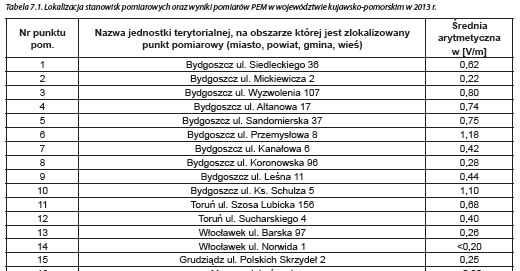 Tabela 7.1. Lokalizacja stanowisk pomiarowych oraz wyniki pomiarów PEM w województwie kujawsko-pomorskim w 2013 r.
Nr punktu pom. Nazwa jednostki terytorialnej, na obszarze której jest zlokalizowany punkt pomiarowy (miasto, powiat, gmina, wieś) Średnia arytmetyczna w [V/m]
1 Bydgoszcz ul. Siedleckiego 36 0,62
2 Bydgoszcz ul. Mickiewicza 2 0,22
3 Bydgoszcz ul. Wyzwolenia 107 0,80
4 Bydgoszcz ul. Altanowa 17 0,74
5 Bydgoszcz ul. Sandomierska 37 0,75
6 Bydgoszcz ul. Przemysłowa 8 1,18
7 Bydgoszcz ul. Kanałowa 6 0,42
8 Bydgoszcz ul. Koronowska 96 0,28
9 Bydgoszcz ul. Leśna 11 0,44
10 Bydgoszcz ul. Ks. Schulza 5 1,10
11 Toruń ul. Szosa Lubicka 156 0,68
12 Toruń ul. Sucharskiego 4 0,40
13 Włocławek ul. Barska 97 0,26
14 Włocławek ul. Norwida 1 <0,20
15 Grudziądz ul. Polskich Skrzydeł 2 0,25